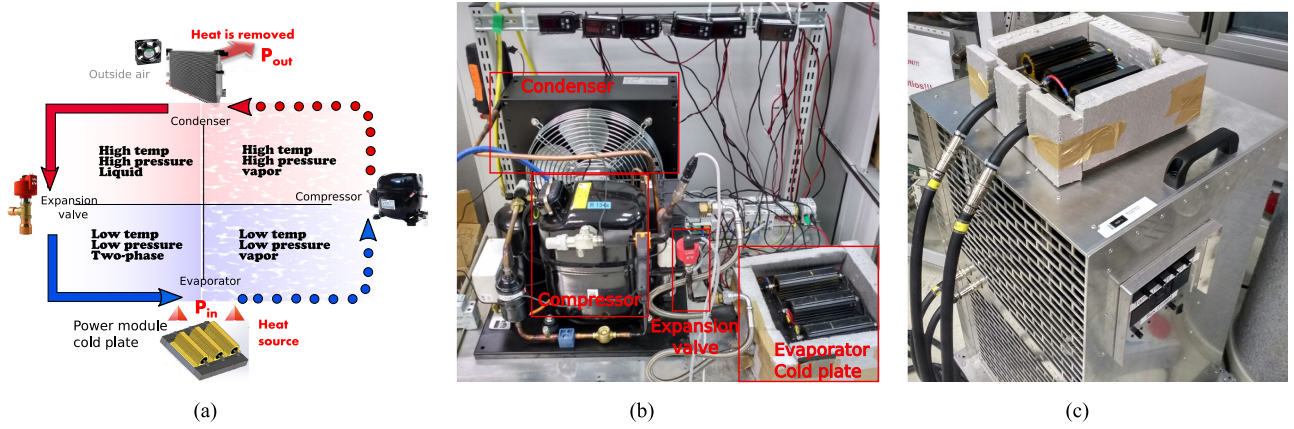 Heat is removed
P_out
Outside air
Condenser
High temp
High pressure
Liquid
High temp
High pressure
vapor
Expansion
valve
Compressor
Low temp
Low pressure
Two-phase
Low temp
Low pressure
vapor
Evaporator
P_in
Power module
cold plate
Heat
source
(a)
Condenser
Compressor
Expansion
valve
Evaporator
Cold plate
(b)
(c)